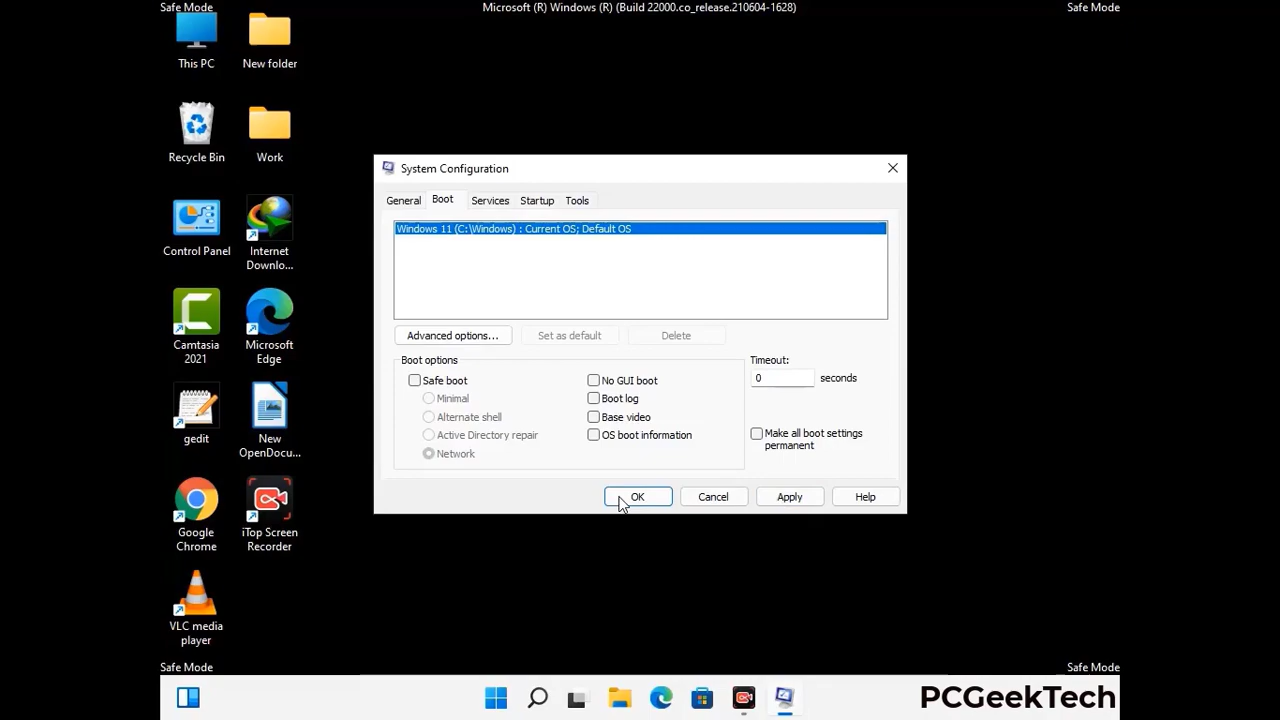 Safe Mode
Microsoft (R) Windows (R) (Build 22000.co_release.210604-1628)
Safe Mode
This PC
New folder
Recycle Bin
Work
Control Panel
Internet
Downlo...
Camtasia
2021
Microsoft
Edge
gedit
New
OpenDocu...
Google
Chrome
iTop Screen
Recorder
VLC media
player
System Configuration
General
Boot
Services
Startup
Tools
Windows 11 (C:\Windows) : Current OS; Default OS
Advanced options...
Set as default
Delete
Boot options
Safe boot
Minimal
Alternate shell
Active Directory repair
Network
No GUI boot
Boot log
Base video
OS boot information
Timeout:
0 seconds
Make all boot settings
permanent
OK
Cancel
Apply
Help
Safe Mode
Safe Mode
PCGeekTech